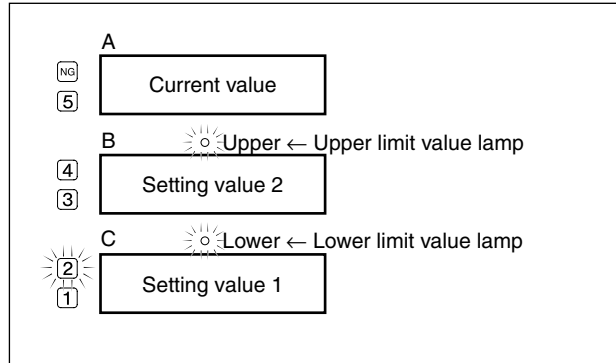 A
NG
Current value
5
B
Upper ← Upper limit value lamp
4
Setting value 2
3
C
Lower ← Lower limit value lamp
2
Setting value 1
1